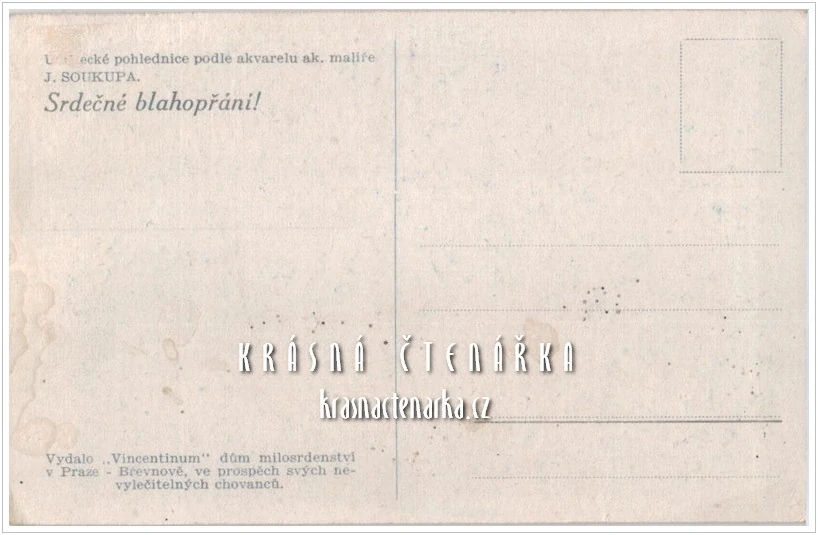 ecké pohlednice podle akvarelu ak. malíře
J. SOUKUPA.
Srdečné blahopřání!
KRÁSNÁ ČTENÁŘKA
krasnactenarka.cz
Vydalo „Vincentinum" dům milosrdenství
v Praze - Břevnově, ve prospěch svých ne-
vyléčitelných chovanců.